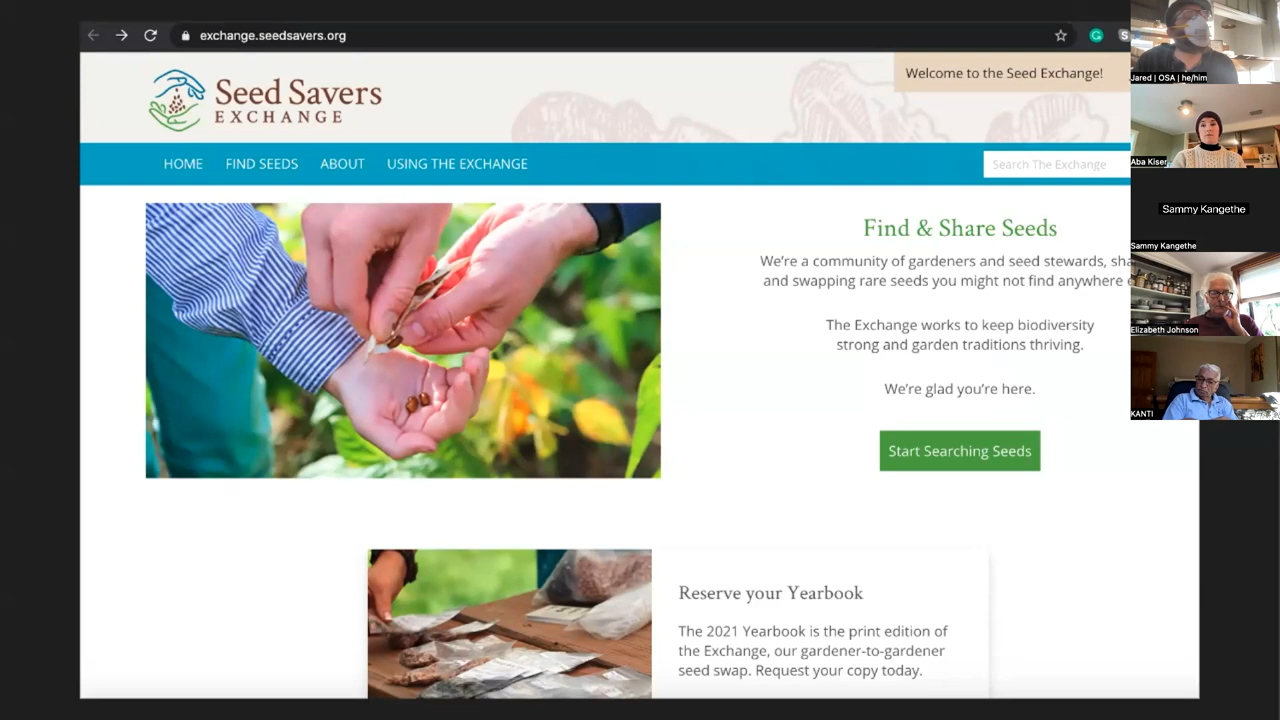 exchange.seedsavers.org
Welcome to the Seed Exchange!
Seed Savers
EXCHANGE
HOME FIND SEEDS ABOUT USING THE EXCHANGE
Search The Exchange
Find & Share Seeds
We're a community of gardeners and seed stewards, sha
and swapping rare seeds you might not find anywhere
The Exchange works to keep biodiversity
strong and garden traditions thriving.
We're glad you're here.
Start Searching Seeds
Reserve your Yearbook
The 2021 Yearbook is the print edition of
the Exchange, our gardener-to-gardener
seed swap. Request your copy today.
Jared | OSA | he/him
Aba Kiser
Sammy Kangethe
Sammy Kangethe
Elizabeth Johnson
KANTI